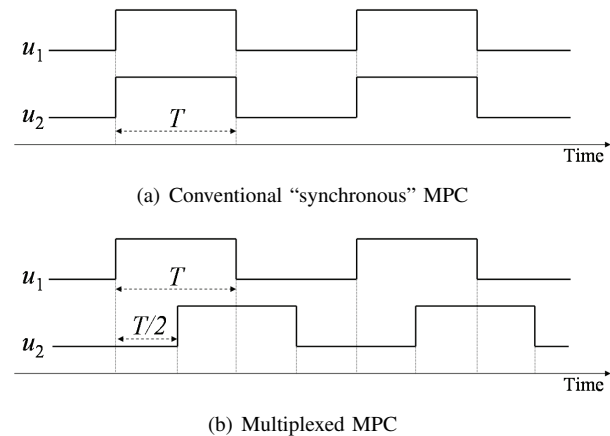 u₁
u₂
T
Time
(a) Conventional “synchronous” MPC
u₁
T
T/2
u₂
Time
(b) Multiplexed MPC